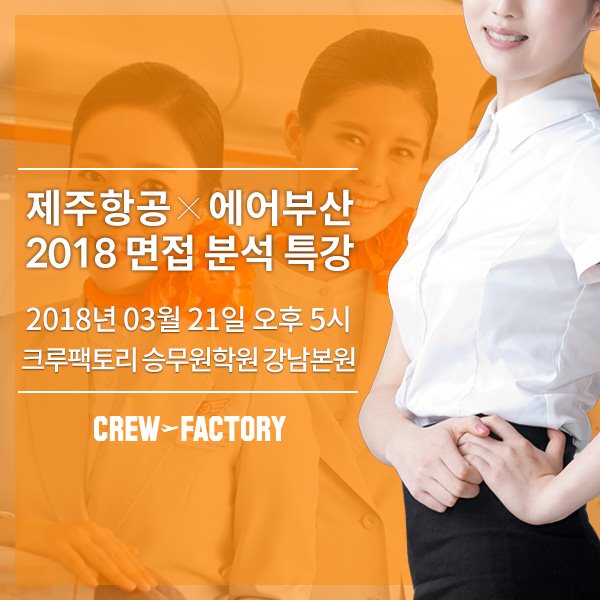 제주항공 × 에어부산
2018 면접 분석 특강
2018년 03월 21일 오후 5시
크루팩토리 승무원학원 강남본원
CREW FACTORY